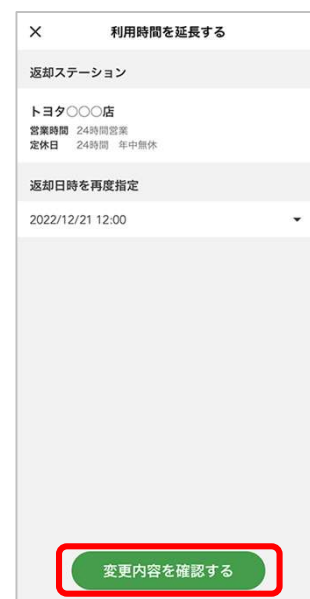 × 利用時間を延長する
返却ステーション
トヨタ〇〇〇店
営業時間 24時間営業
定休日 24時間 年中無休
返却日時を再度指定
2022/12/21 12:00
変更内容を確認する